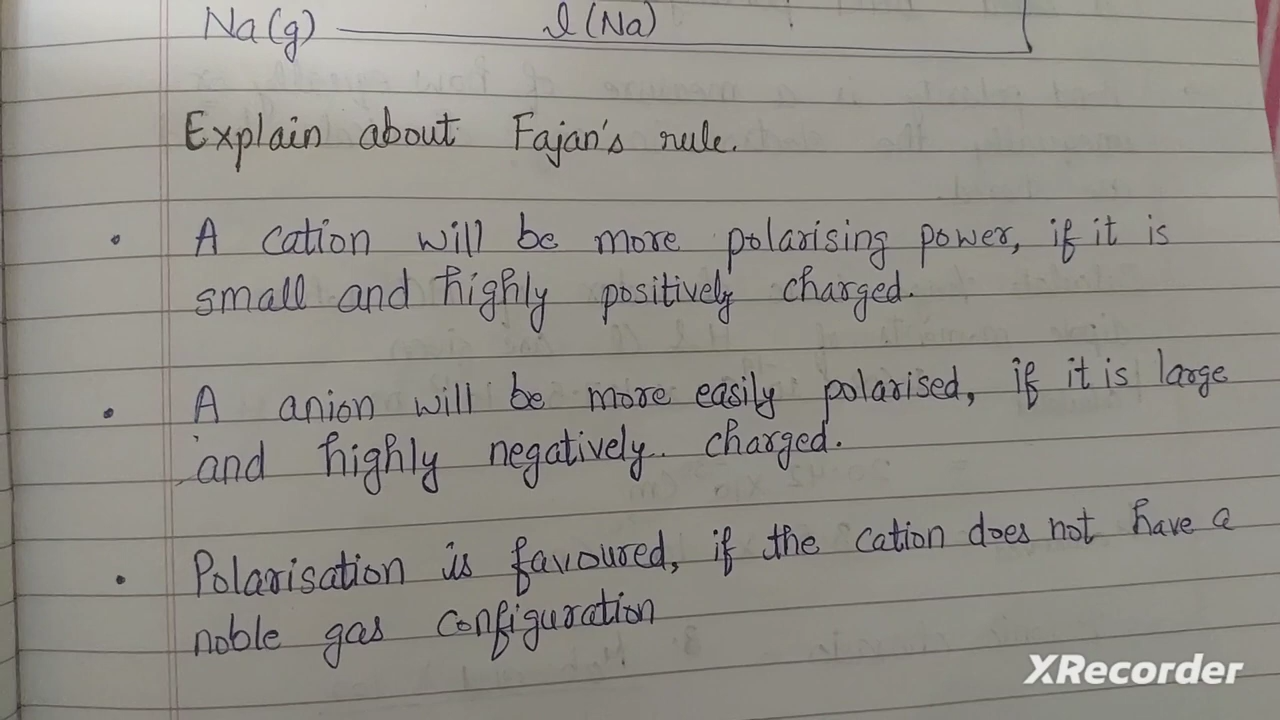 Na(g) I(Na)
Explain about Fajan's rule.
• A cation will be more polarising power, if it is
small and highly positively charged.
• A anion will be more easily polarised, if it is large
and highly negatively charged.
• Polarisation is favoured, if the cation does not have a
noble gas configuration
XRecorder